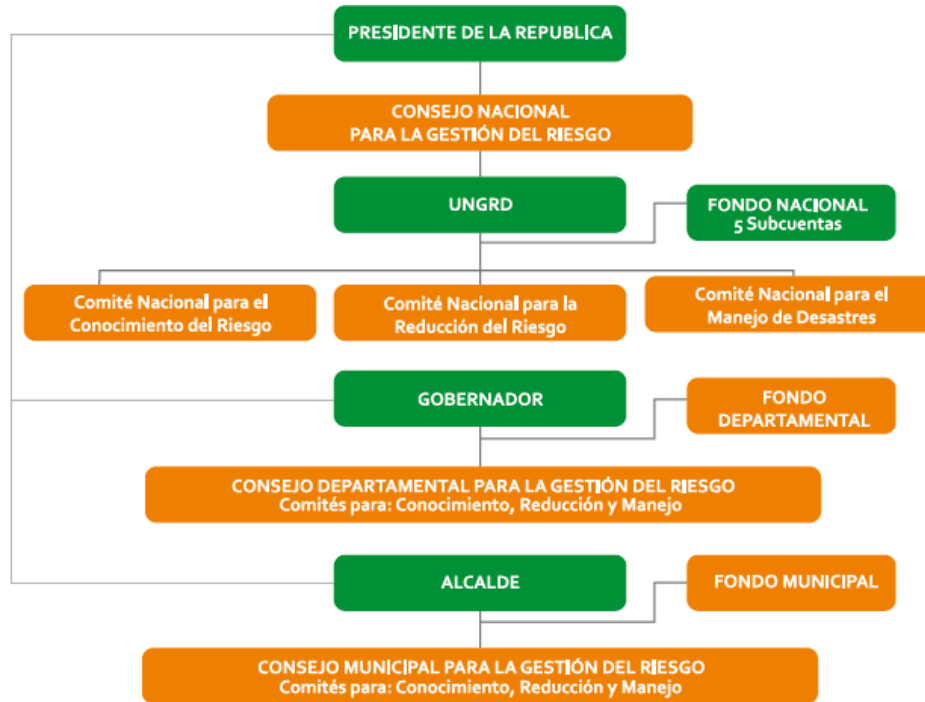 PRESIDENTE DE LA REPUBLICA
CONSEJO NACIONAL
PARA LA GESTIÓN DEL RIESGO
UNGRD
FONDO NACIONAL
5 Subcuentas
Comité Nacional para el
Conocimiento del Riesgo
Comité Nacional para la
Reducción del Riesgo
Comité Nacional para el
Manejo de Desastres
GOBERNADOR
FONDO
DEPARTAMENTAL
CONSEJO DEPARTAMENTAL PARA LA GESTIÓN DEL RIESGO
Comités para: Conocimiento, Reducción y Manejo
ALCALDE
FONDO MUNICIPAL
CONSEJO MUNICIPAL PARA LA GESTIÓN DEL RIESGO
Comités para: Conocimiento, Reducción y Manejo